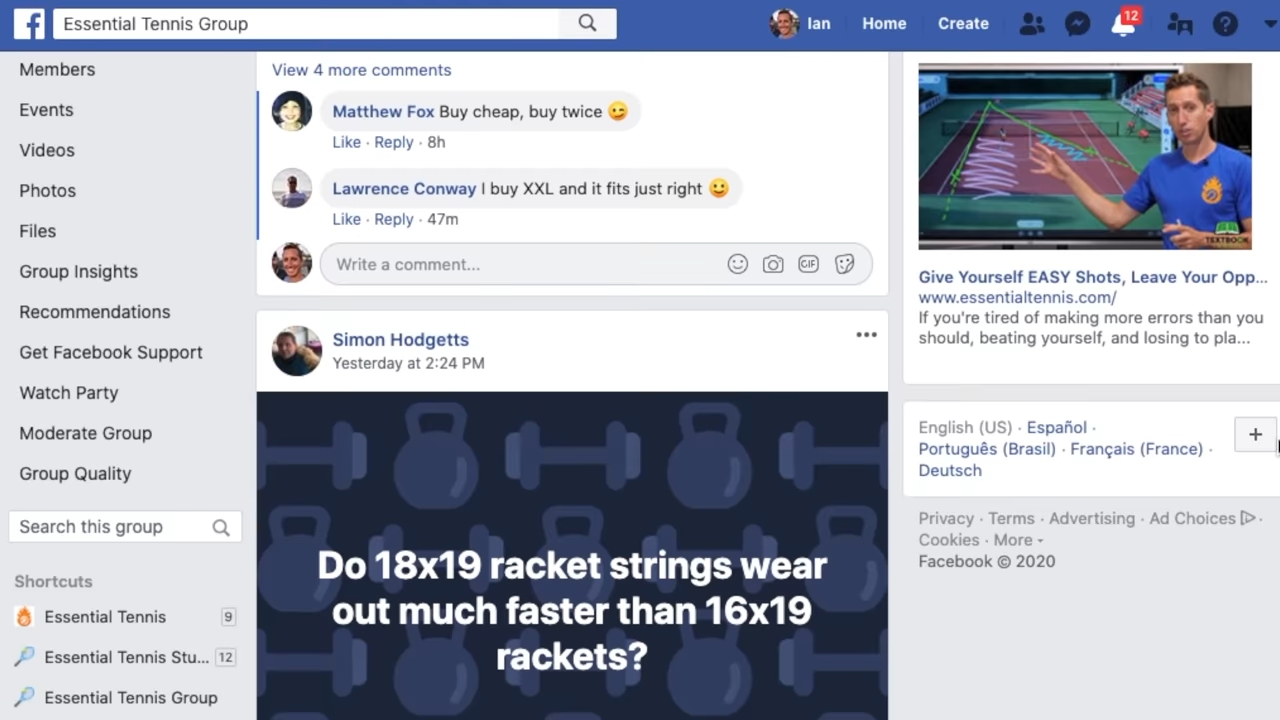 Essential Tennis Group
Ian
Home
Create
12
Members
Events
Videos
Photos
Files
Group Insights
Recommendations
Get Facebook Support
Watch Party
Moderate Group
Group Quality
Search this group
Shortcuts
Essential Tennis 9
Essential Tennis Stu... 12
Essential Tennis Group
View 4 more comments
Matthew Fox Buy cheap, buy twice 😉
Like · Reply · 8h
Lawrence Conway I buy XXL and it fits just right 🙂
Like · Reply · 47m
Write a comment...
GIF
Simon Hodgetts
Yesterday at 2:24 PM
Do 18x19 racket strings wear
out much faster than 16x19
rackets?
TEXTBOOK
Give Yourself EASY Shots, Leave Your Opp...
www.essentialtennis.com/
If you're tired of making more errors than you
should, beating yourself, and losing to pla...
English (US) · Español ·
Português (Brasil) · Français (France) ·
Deutsch
Privacy · Terms · Advertising · Ad Choices ·
Cookies · More
Facebook © 2020